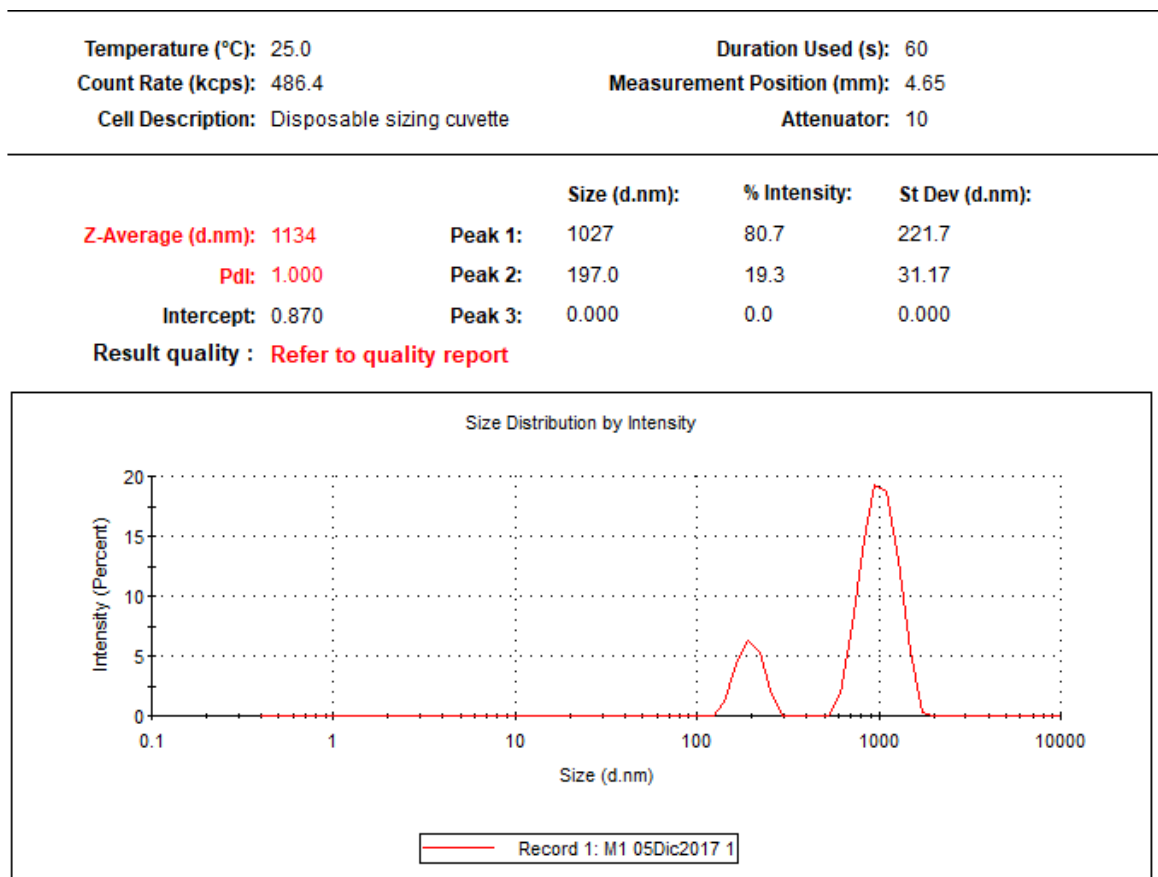 Temperature (°C): 25.0 Duration Used (s): 60
Count Rate (kcps): 486.4 Measurement Position (mm): 4.65
Cell Description: Disposable sizing cuvette Attenuator: 10
Size (d.nm): % Intensity: St Dev (d.nm):
Z-Average (d.nm): 1134 Peak 1: 1027 80.7 221.7
PdI: 1.000 Peak 2: 197.0 19.3 31.17
Intercept: 0.870 Peak 3: 0.000 0.0 0.000
Result quality : Refer to quality report
Size Distribution by Intensity
Intensity (Percent)
20
15
10
5
0
0.1 1 10 100 1000 10000
Size (d.nm)
Record 1: M1 05Dic2017 1